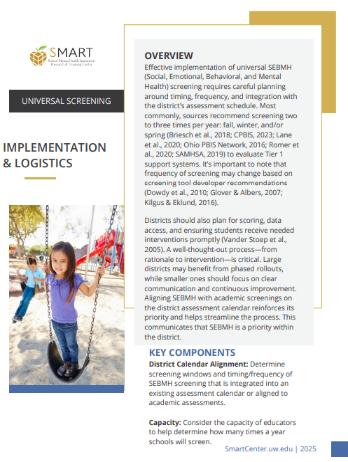 SMART
School Mental Health Assessment
Research & Training Center
UNIVERSAL SCREENING
IMPLEMENTATION
& LOGISTICS
OVERVIEW
Effective implementation of universal SEBMH
(Social, Emotional, Behavioral, and Mental
Health) screening requires careful planning
around timing, frequency, and integration with
the district's assessment schedule. Most
commonly, sources recommend screening two
to three times per year: fall, winter, and/or
spring (Briesch et al., 2018; CPBIS, 2023; Lane
et al., 2020; Ohio PBIS Network, 2016; Romer et
al., 2020; SAMHSA, 2019) to evaluate Tier 1
support systems. It's important to note that
frequency of screening may change based on
screening tool developer recommendations
(Dowdy et al., 2010; Glover & Albers, 2007;
Kilgus & Eklund, 2016).
Districts should also plan for scoring, data
access, and ensuring students receive needed
interventions promptly (Vander Stoep et al.,
2005). A well-thought-out process—from
rationale to intervention—is critical. Large
districts may benefit from phased rollouts,
while smaller ones should focus on clear
communication and continuous improvement.
Aligning SEBMH with academic screenings on
the district assessment calendar reinforces its
priority and helps streamline the process. This
communicates that SEBMH is a priority within
the district.
KEY COMPONENTS
District Calendar Alignment: Determine
screening windows and timing/frequency of
SEBMH screening that is integrated into an
existing assessment calendar or aligned to
academic assessments.
Capacity: Consider the capacity of educators
to help determine how many times a year
schools will screen.
SmartCenter.uw.edu | 2025